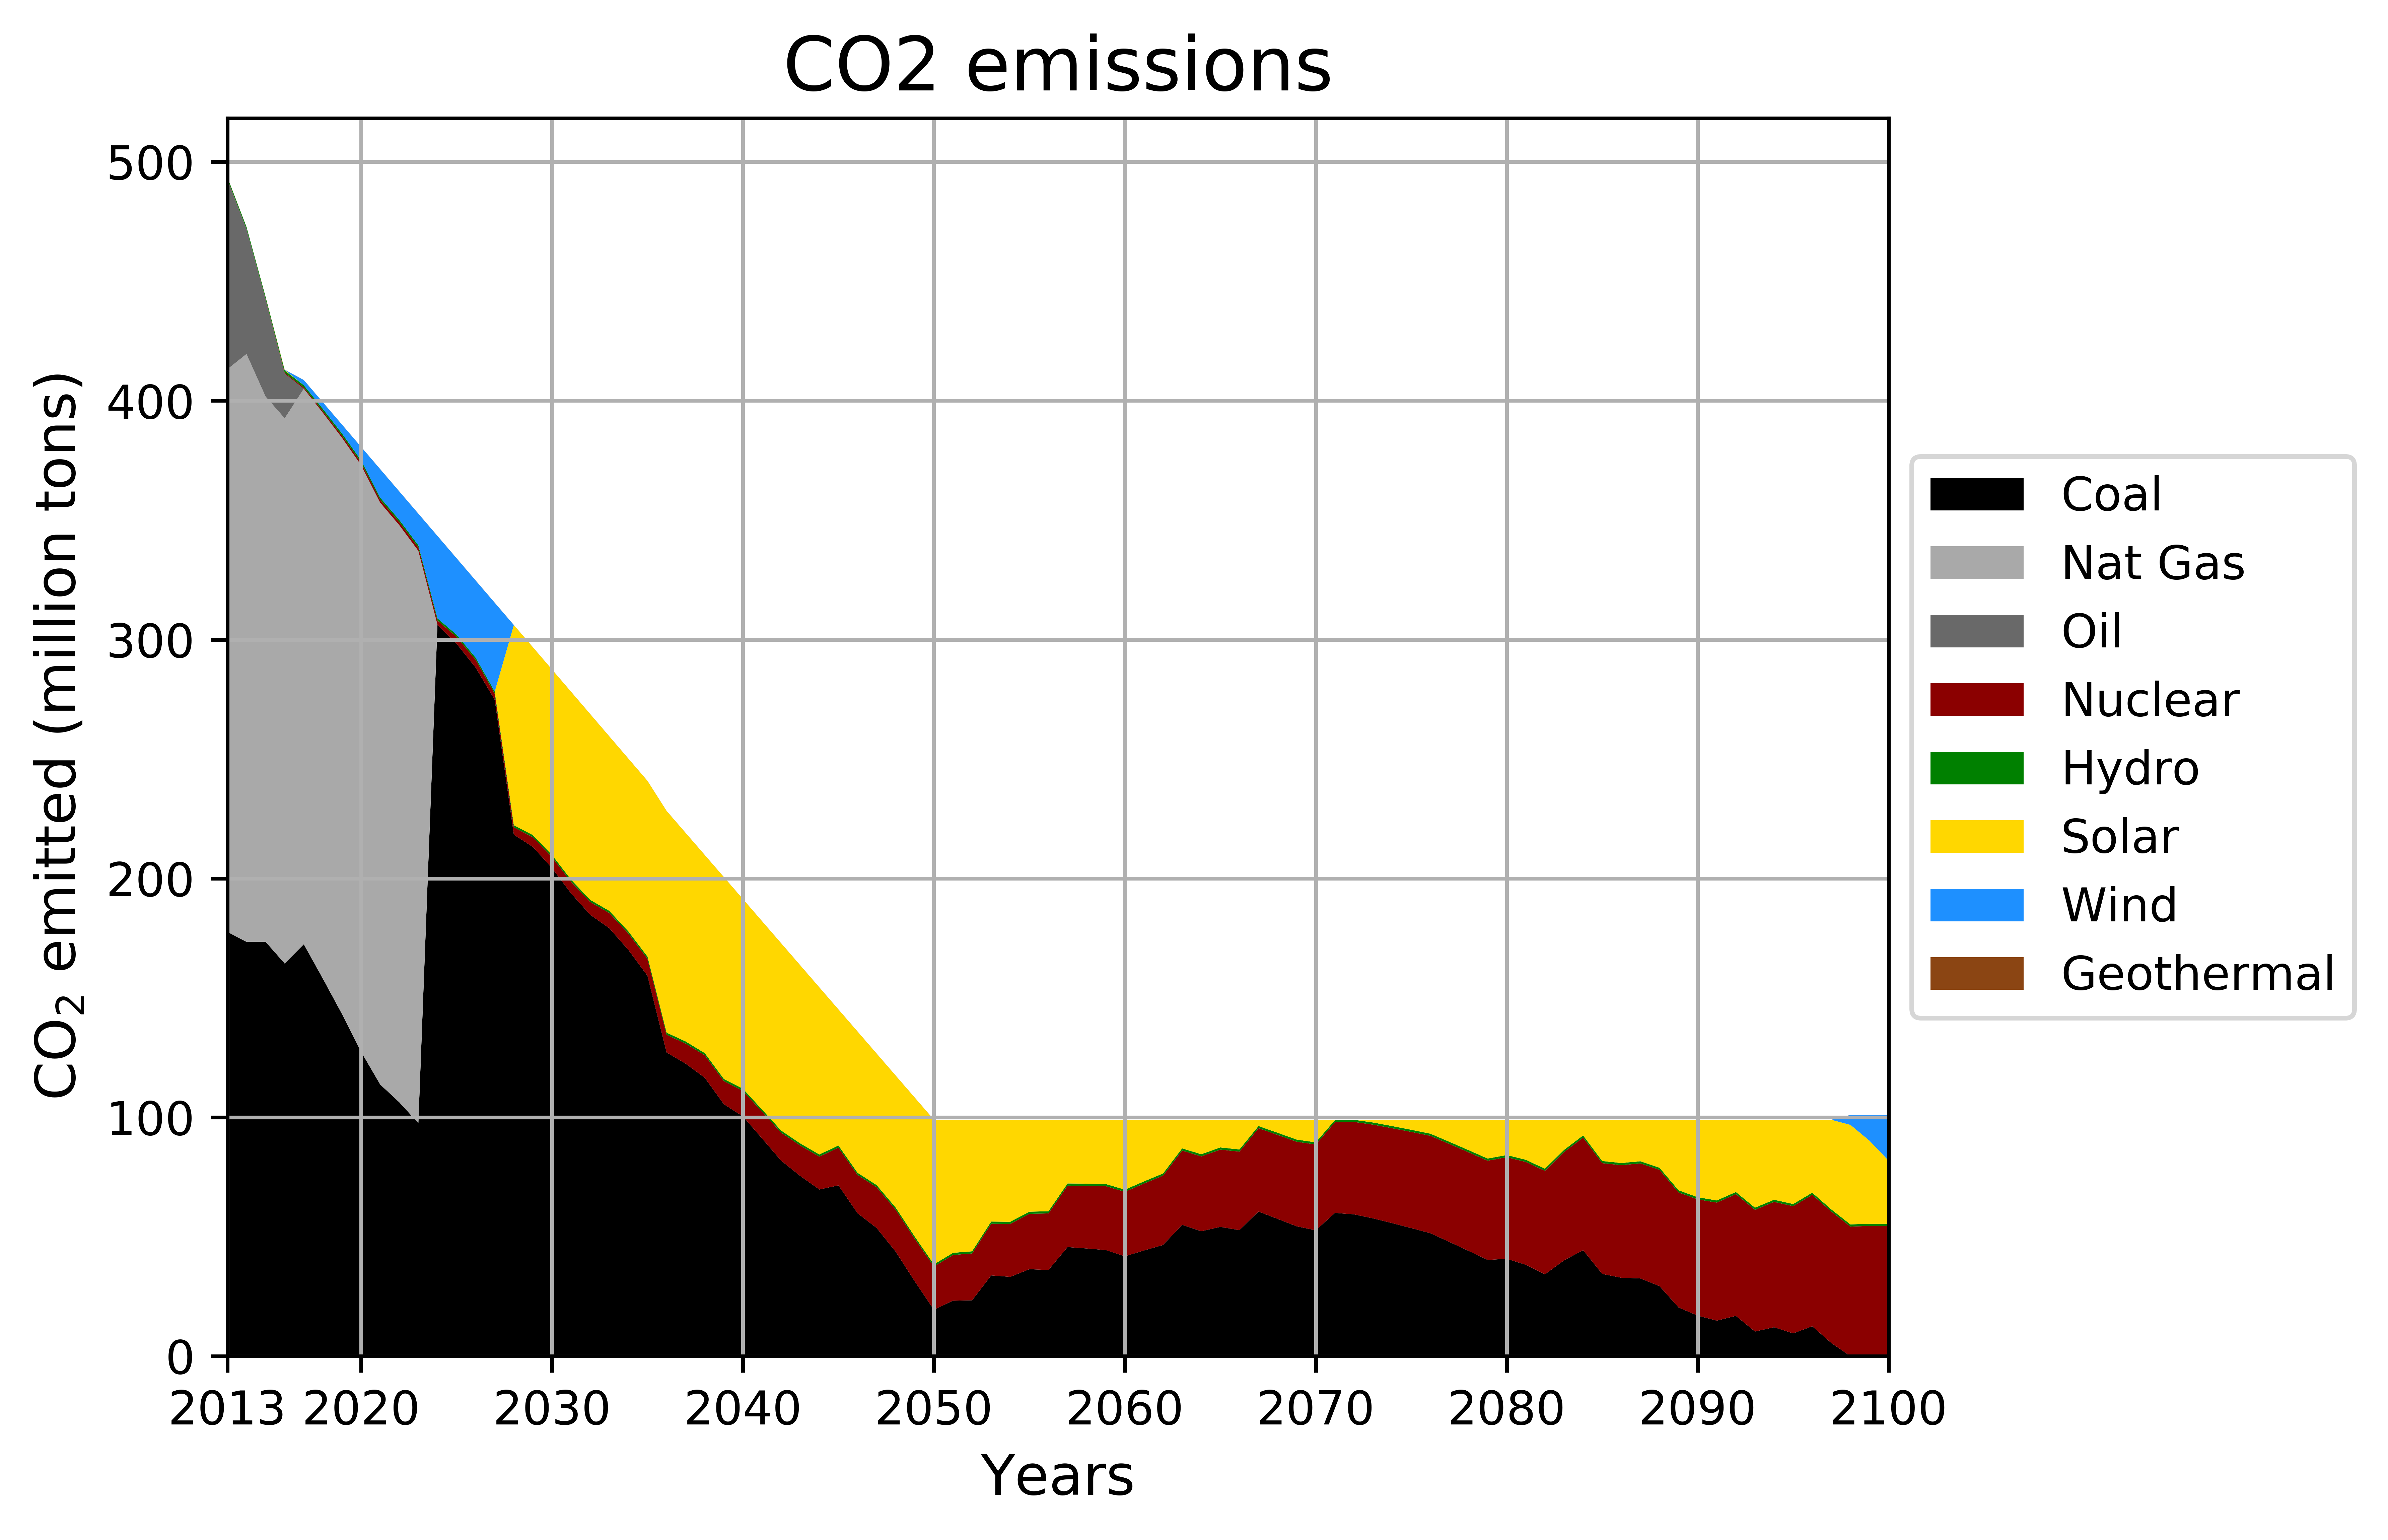 CO2 emissions
CO₂ emitted (million tons)
500
400
300
200
100
0
2013 2020 2030 2040 2050 2060 2070 2080 2090 2100
Years
Coal
Nat Gas
Oil
Nuclear
Hydro
Solar
Wind
Geothermal